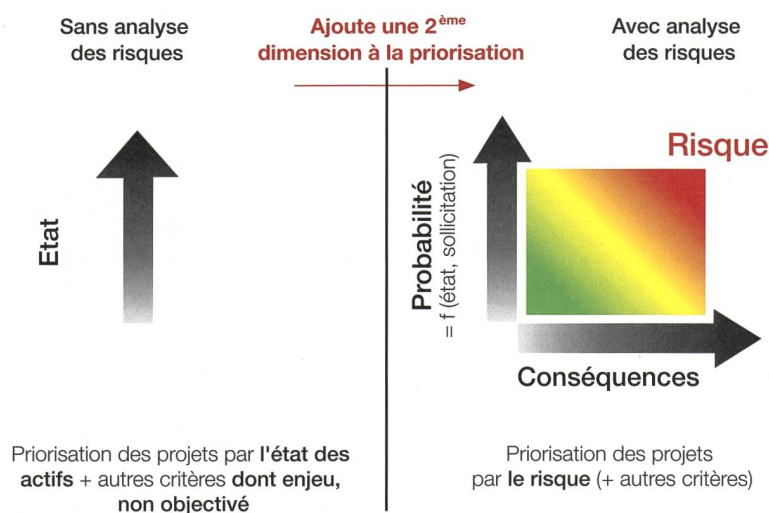 Sans analyse
des risques
Ajoute une 2ème
dimension à la priorisation
Avec analyse
des risques
Etat
Probabilité
= f (état, sollicitation)
Risque
Conséquences
Priorisation des projets par l'état des
actifs + autres critères dont enjeu,
non objectivé
Priorisation des projets
par le risque (+ autres critères)